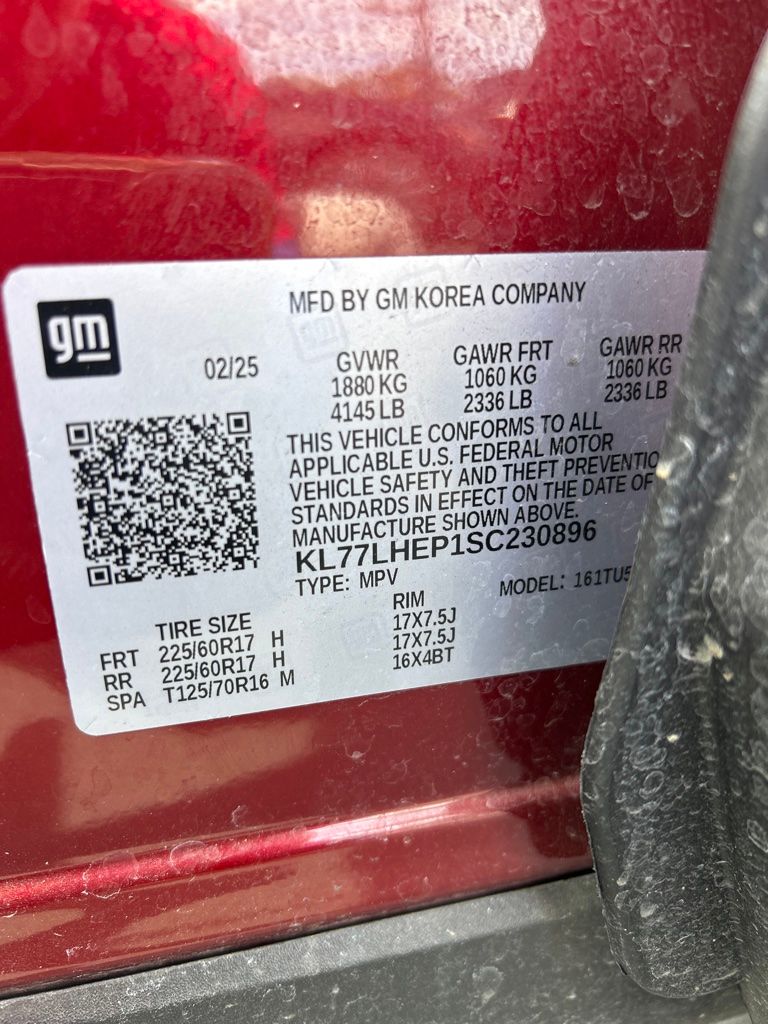 gm
MFD BY GM KOREA COMPANY
02/25
GVWR GAWR FRT GAWR RR
1880 KG 1060 KG 1060 KG
4145 LB 2336 LB 2336 LB
THIS VEHICLE CONFORMS TO ALL
APPLICABLE U.S. FEDERAL MOTOR
VEHICLE SAFETY AND THEFT PREVENTIO
STANDARDS IN EFFECT ON THE DATE OF
MANUFACTURE SHOWN ABOVE.
KL77LHEP1SC230896
TYPE: MPV MODEL: 161TU5
TIRE SIZE RIM
FRT 225/60R17 H 17X7.5J
RR 225/60R17 H 17X7.5J
SPA T125/70R16 M 16X4BT